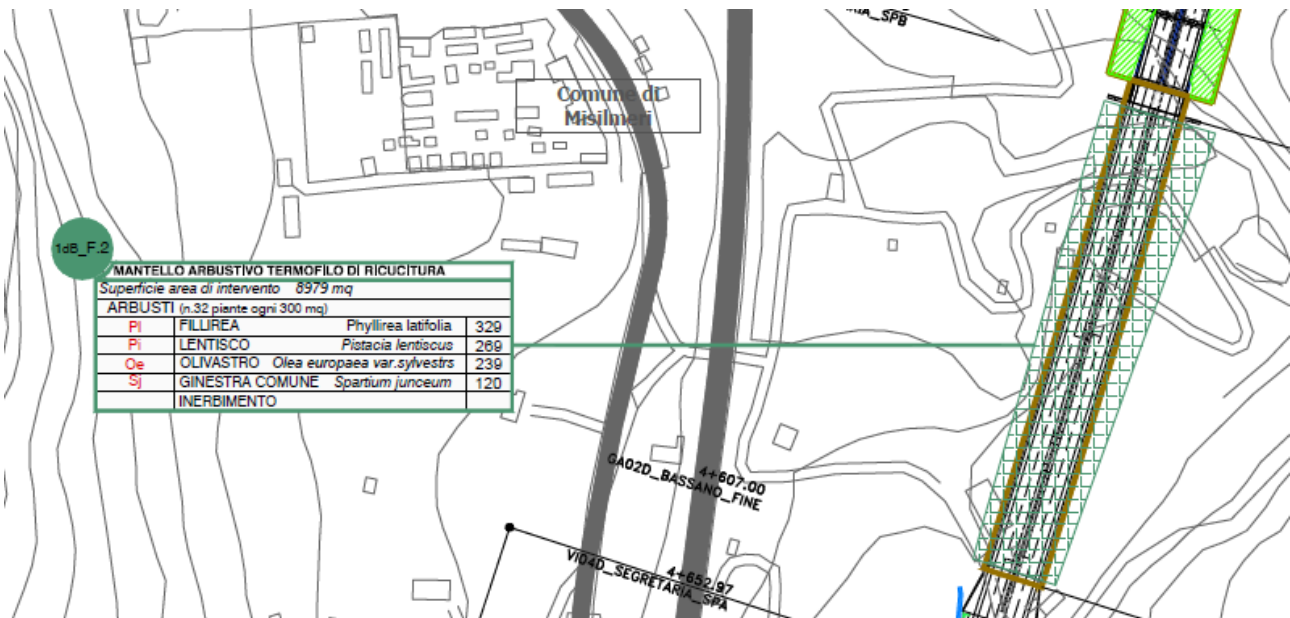 RIA_SPB
Comune di
Misilmeri
1dB_F.2
MANTELLO ARBUSTIVO TERMOFILO DI RICUCITURA
Superficie area di intervento 8979 mq
ARBUSTI (n.32 piante ogni 300 mq)
Pl FILLIREA Phyllirea latifolia 329
Pi LENTISCO Pistacia lentiscus 269
Oe OLIVASTRO Olea europaea var.sylvestrs 239
Sj GINESTRA COMUNE Spartium junceum 120
INERBIMENTO
4+607.00
GA02D_BASSANO_FINE
4+652.97
VI04D_SEGRETARIA_SPA